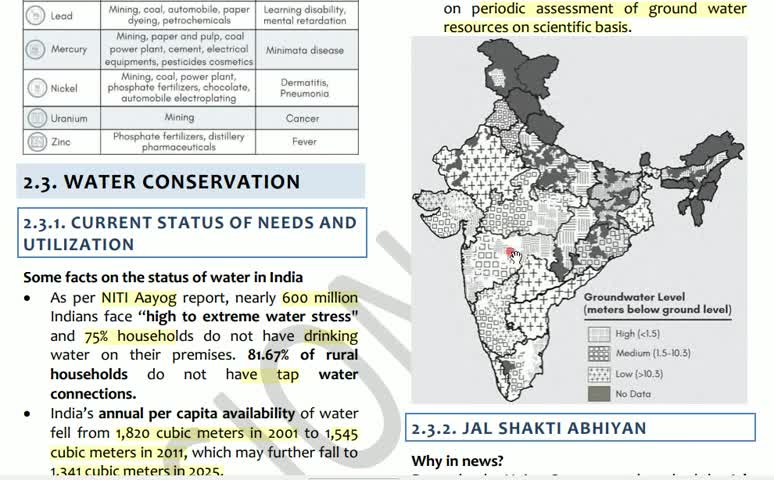 Lead
Mining, coal, automobile, paper
dyeing, petrochemicals
Learning disability,
mental retardation
Mercury
Mining, paper and pulp, coal
power plant, cement, electrical
equipments, pesticides cosmetics
Minimata disease
Nickel
Mining, coal, power plant,
phosphate fertilizers, chocolate,
automobile electroplating
Dermatitis,
Pneumonia
Uranium
Mining
Cancer
Zinc
Phosphate fertilizers, distillery
pharmaceuticals
Fever
2.3. WATER CONSERVATION
2.3.1. CURRENT STATUS OF NEEDS AND
UTILIZATION
Some facts on the status of water in India
• As per NITI Aayog report, nearly 600 million
Indians face “high to extreme water stress"
and 75% households do not have drinking
water on their premises. 81.67% of rural
households do not have tap water
connections.
• India’s annual per capita availability of water
fell from 1,820 cubic meters in 2001 to 1,545
cubic meters in 2011, which may further fall to
1,341 cubic meters in 2025.
on periodic assessment of ground water
resources on scientific basis.
Groundwater Level
(meters below ground level)
High (<1.5)
Medium (1.5-10.3)
Low (>10.3)
No Data
2.3.2. JAL SHAKTI ABHIYAN
Why in news?